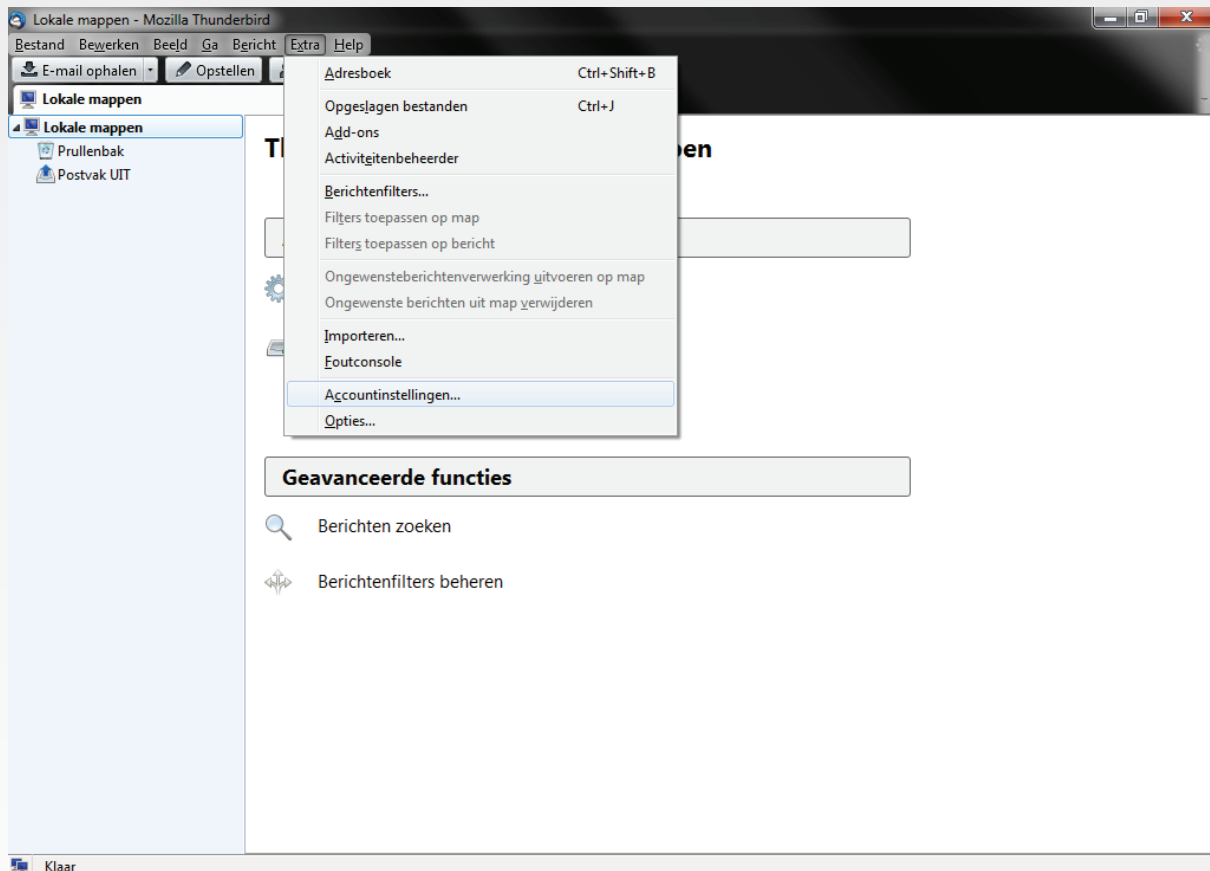 Lokale mappen - Mozilla Thunderbird
Bestand Bewerken Beeld Ga Bericht Extra Help
E-mail ophalen Opstellen
Lokale mappen
Lokale mappen
Prullenbak
Postvak UIT
Adresboek Ctrl+Shift+B
Opgeslagen bestanden Ctrl+J
Add-ons
Activiteitenbeheerder
Berichtenfilters...
Filters toepassen op map
Filters toepassen op bericht
Ongewensteberichtenverwerking uitvoeren op map
Ongewenste berichten uit map verwijderen
Importeren...
Foutconsole
Accountinstellingen...
Opties...
Geavanceerde functies
Berichten zoeken
Berichtenfilters beheren
Klaar